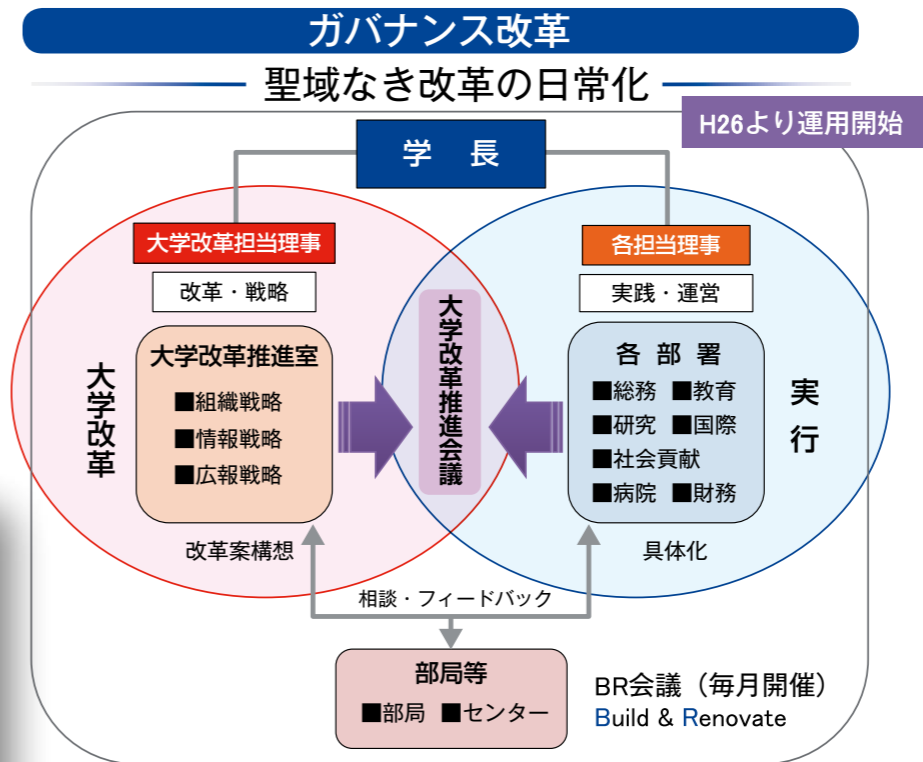 ガバナンス改革
聖域なき改革の日常化
H26より運用開始
学　長
大学改革担当理事
改革・戦略
大学改革
大学改革推進室
■組織戦略
■情報戦略
■広報戦略
改革案構想
大学改革推進会議
各担当理事
実践・運営
各　部　署
■総務　■教育
■研究　■国際
■社会貢献
■病院　■財務
実行
具体化
相談・フィードバック
部局等
■部局　■センター
BR会議（毎月開催）
Build & Renovate